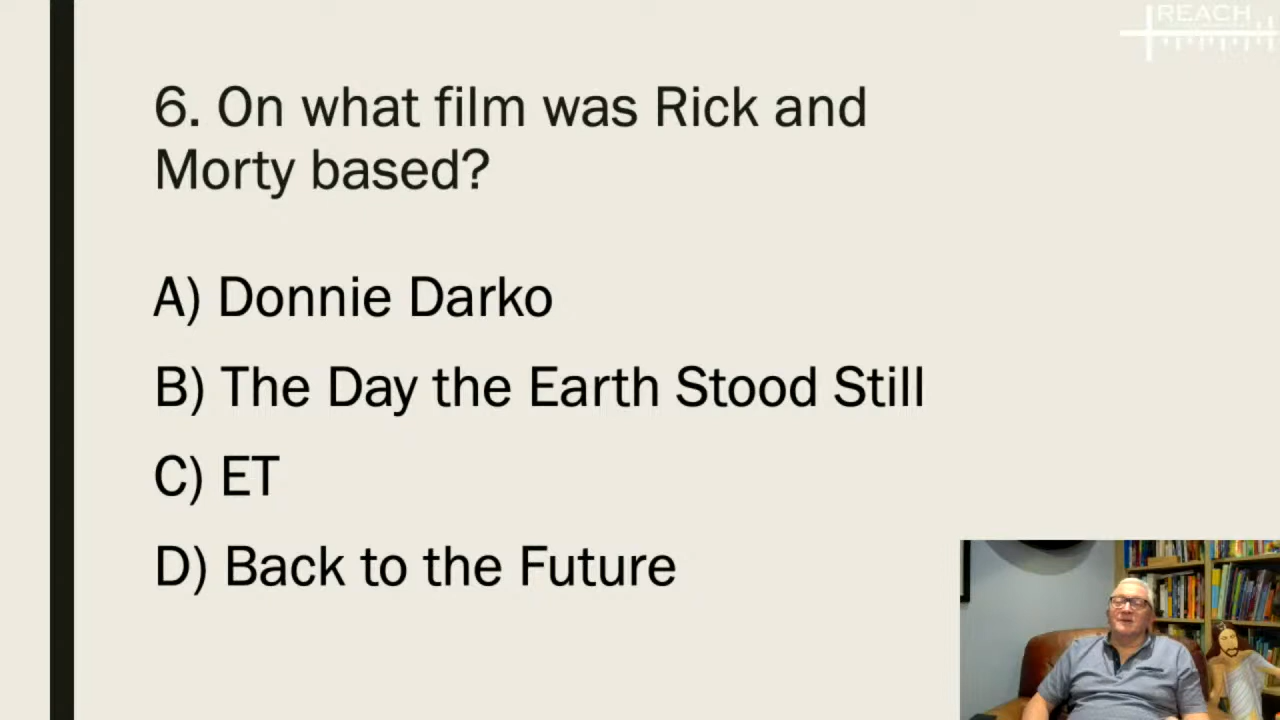 REACH
6. On what film was Rick and
Morty based?
A) Donnie Darko
B) The Day the Earth Stood Still
C) ET
D) Back to the Future